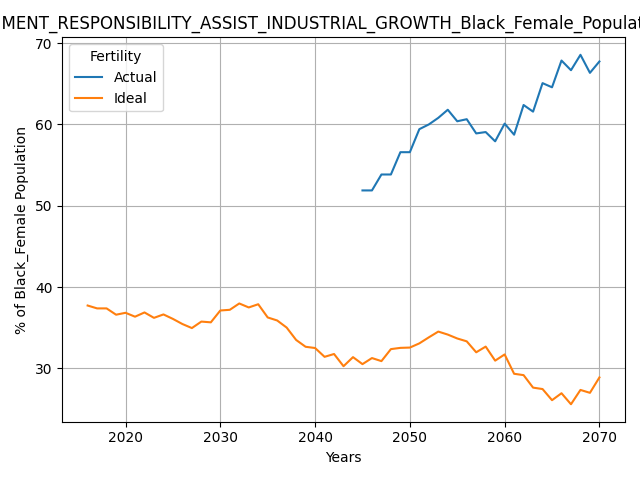 MENT_RESPONSIBILITY_ASSIST_INDUSTRIAL_GROWTH_Black_Female_Populat
70
60
50
40
30
% of Black_Female Population
Fertility
Actual
Ideal
2020 2030 2040 2050 2060 2070
Years